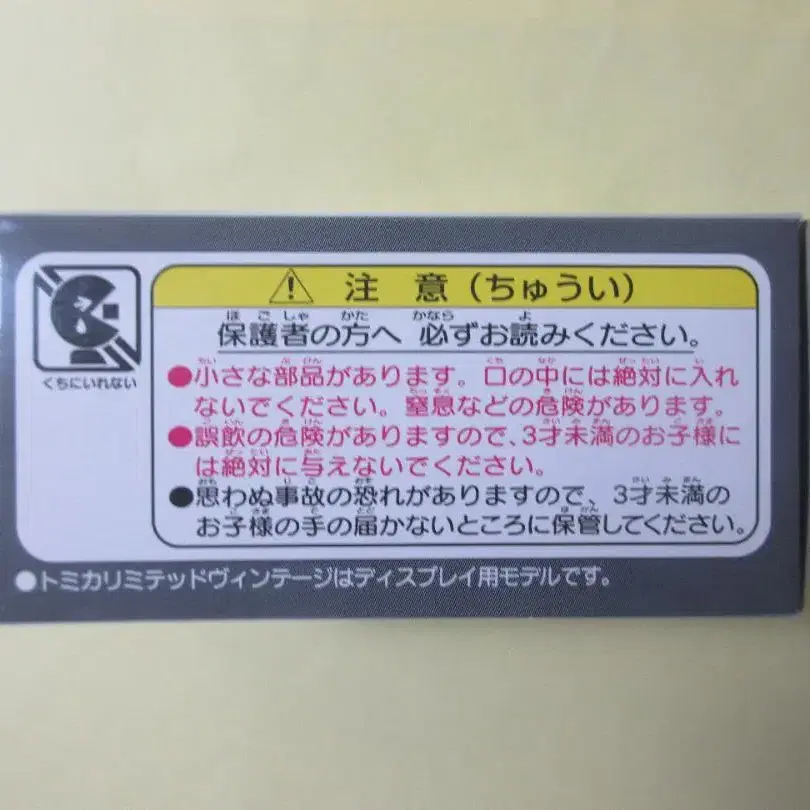 ⚠ 注意(ちゅうい)
保護者の方へ 必ずお読みください。
●小さな部品があります。口の中には絶対に入れ
ないでください。窒息などの危険があります。
●誤飲の危険がありますので、3才未満のお子様に
は絶対に与えないでください。
●思わぬ事故の恐れがありますので、3才未満の
お子様の手の届かないところに保管してください。
くちにいれない
●トミカリミテッドヴィンテージはディスプレイ用モデルです。